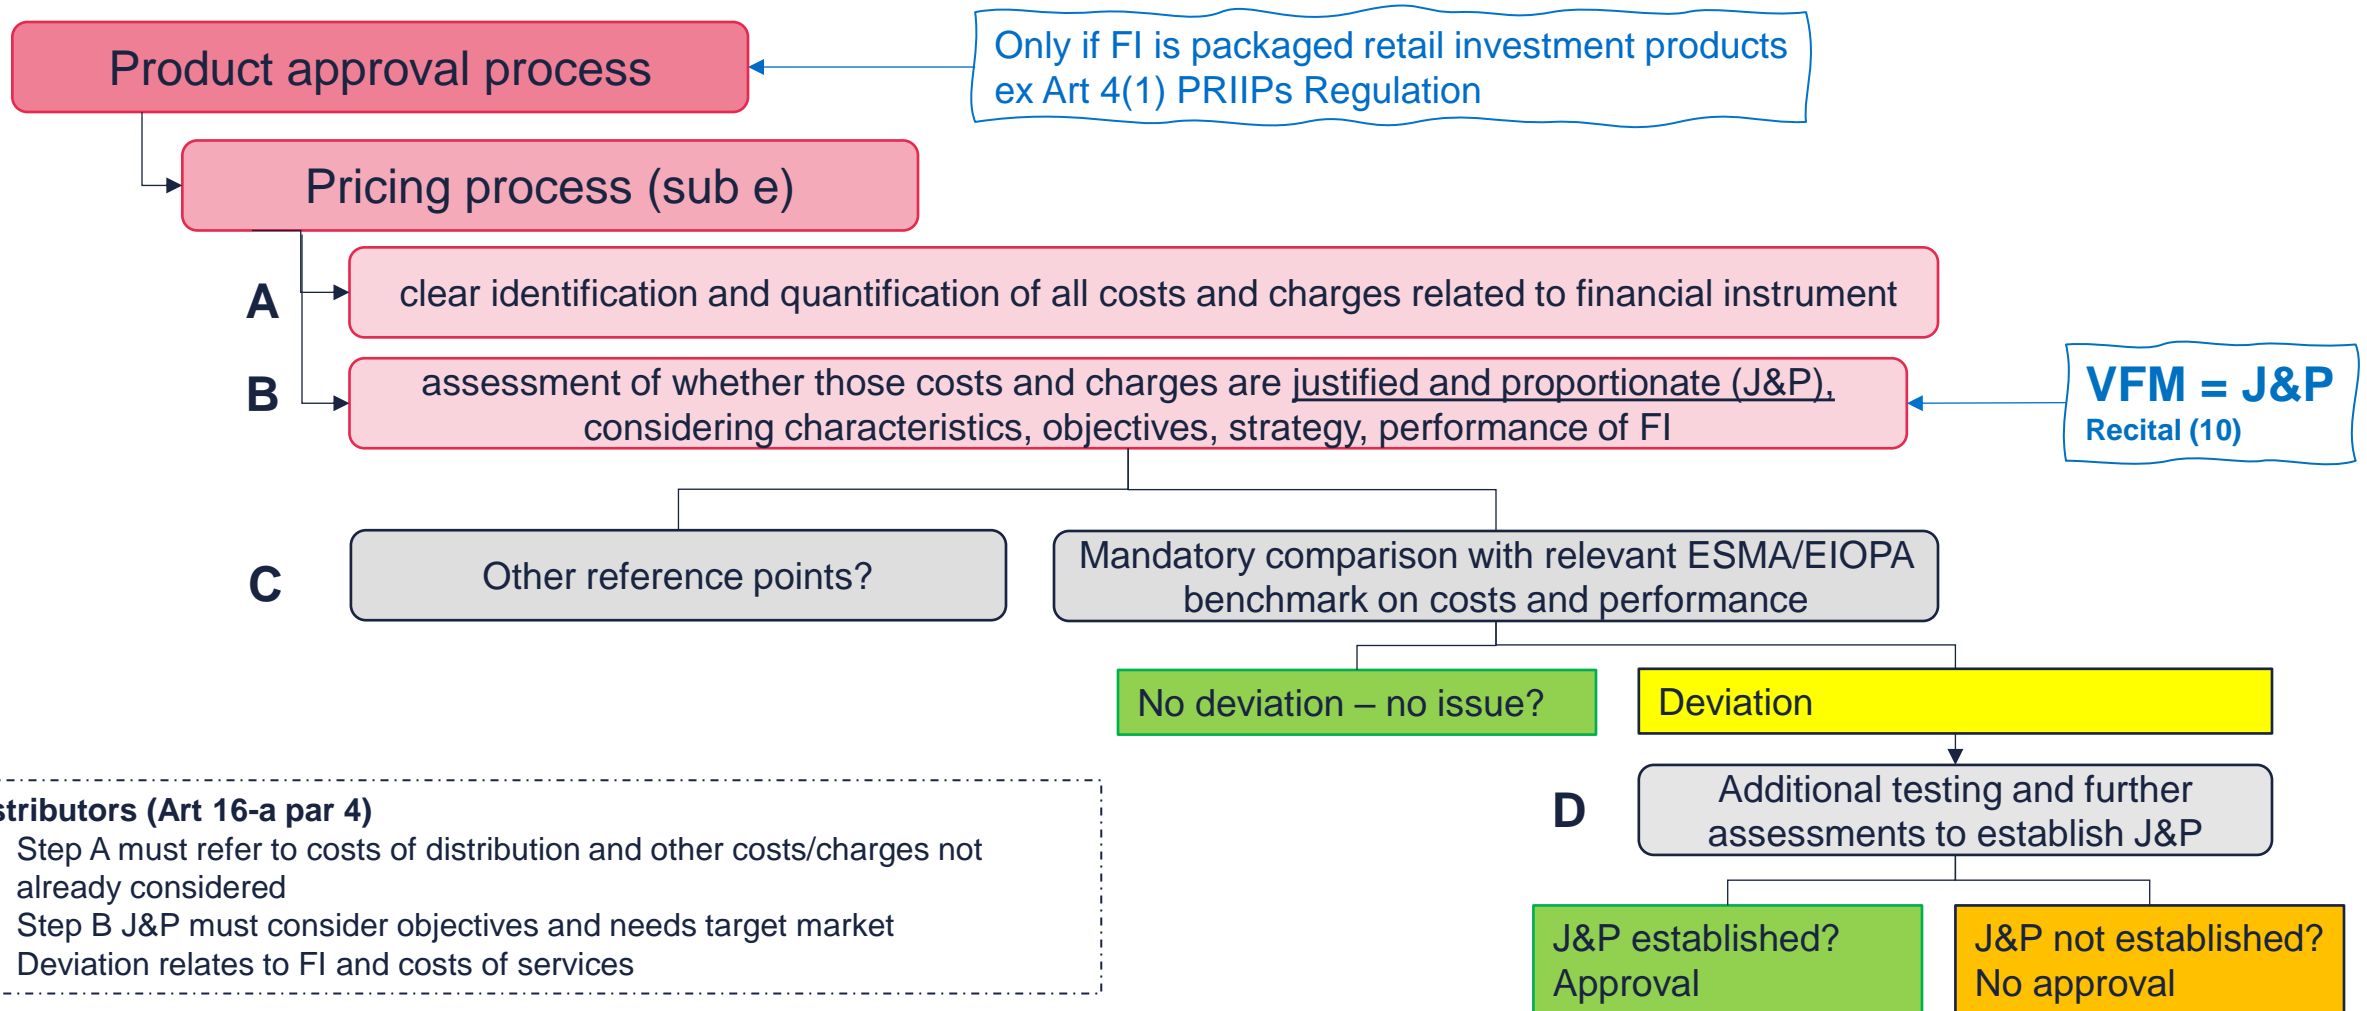 Product approval process
Only if FI is packaged retail investment products
ex Art 4(1) PRIIPs Regulation
Pricing process (sub e)
A
clear identification and quantification of all costs and charges related to financial instrument
B
assessment of whether those costs and charges are justified and proportionate (J&P),
considering characteristics, objectives, strategy, performance of FI
VFM = J&P
Recital (10)
C
Other reference points?
Mandatory comparison with relevant ESMA/EIOPA
benchmark on costs and performance
No deviation – no issue?
Deviation
D
Additional testing and further
assessments to establish J&P
stributors (Art 16-a par 4)
Step A must refer to costs of distribution and other costs/charges not
already considered
Step B J&P must consider objectives and needs target market
Deviation relates to FI and costs of services
J&P established?
Approval
J&P not established?
No approval